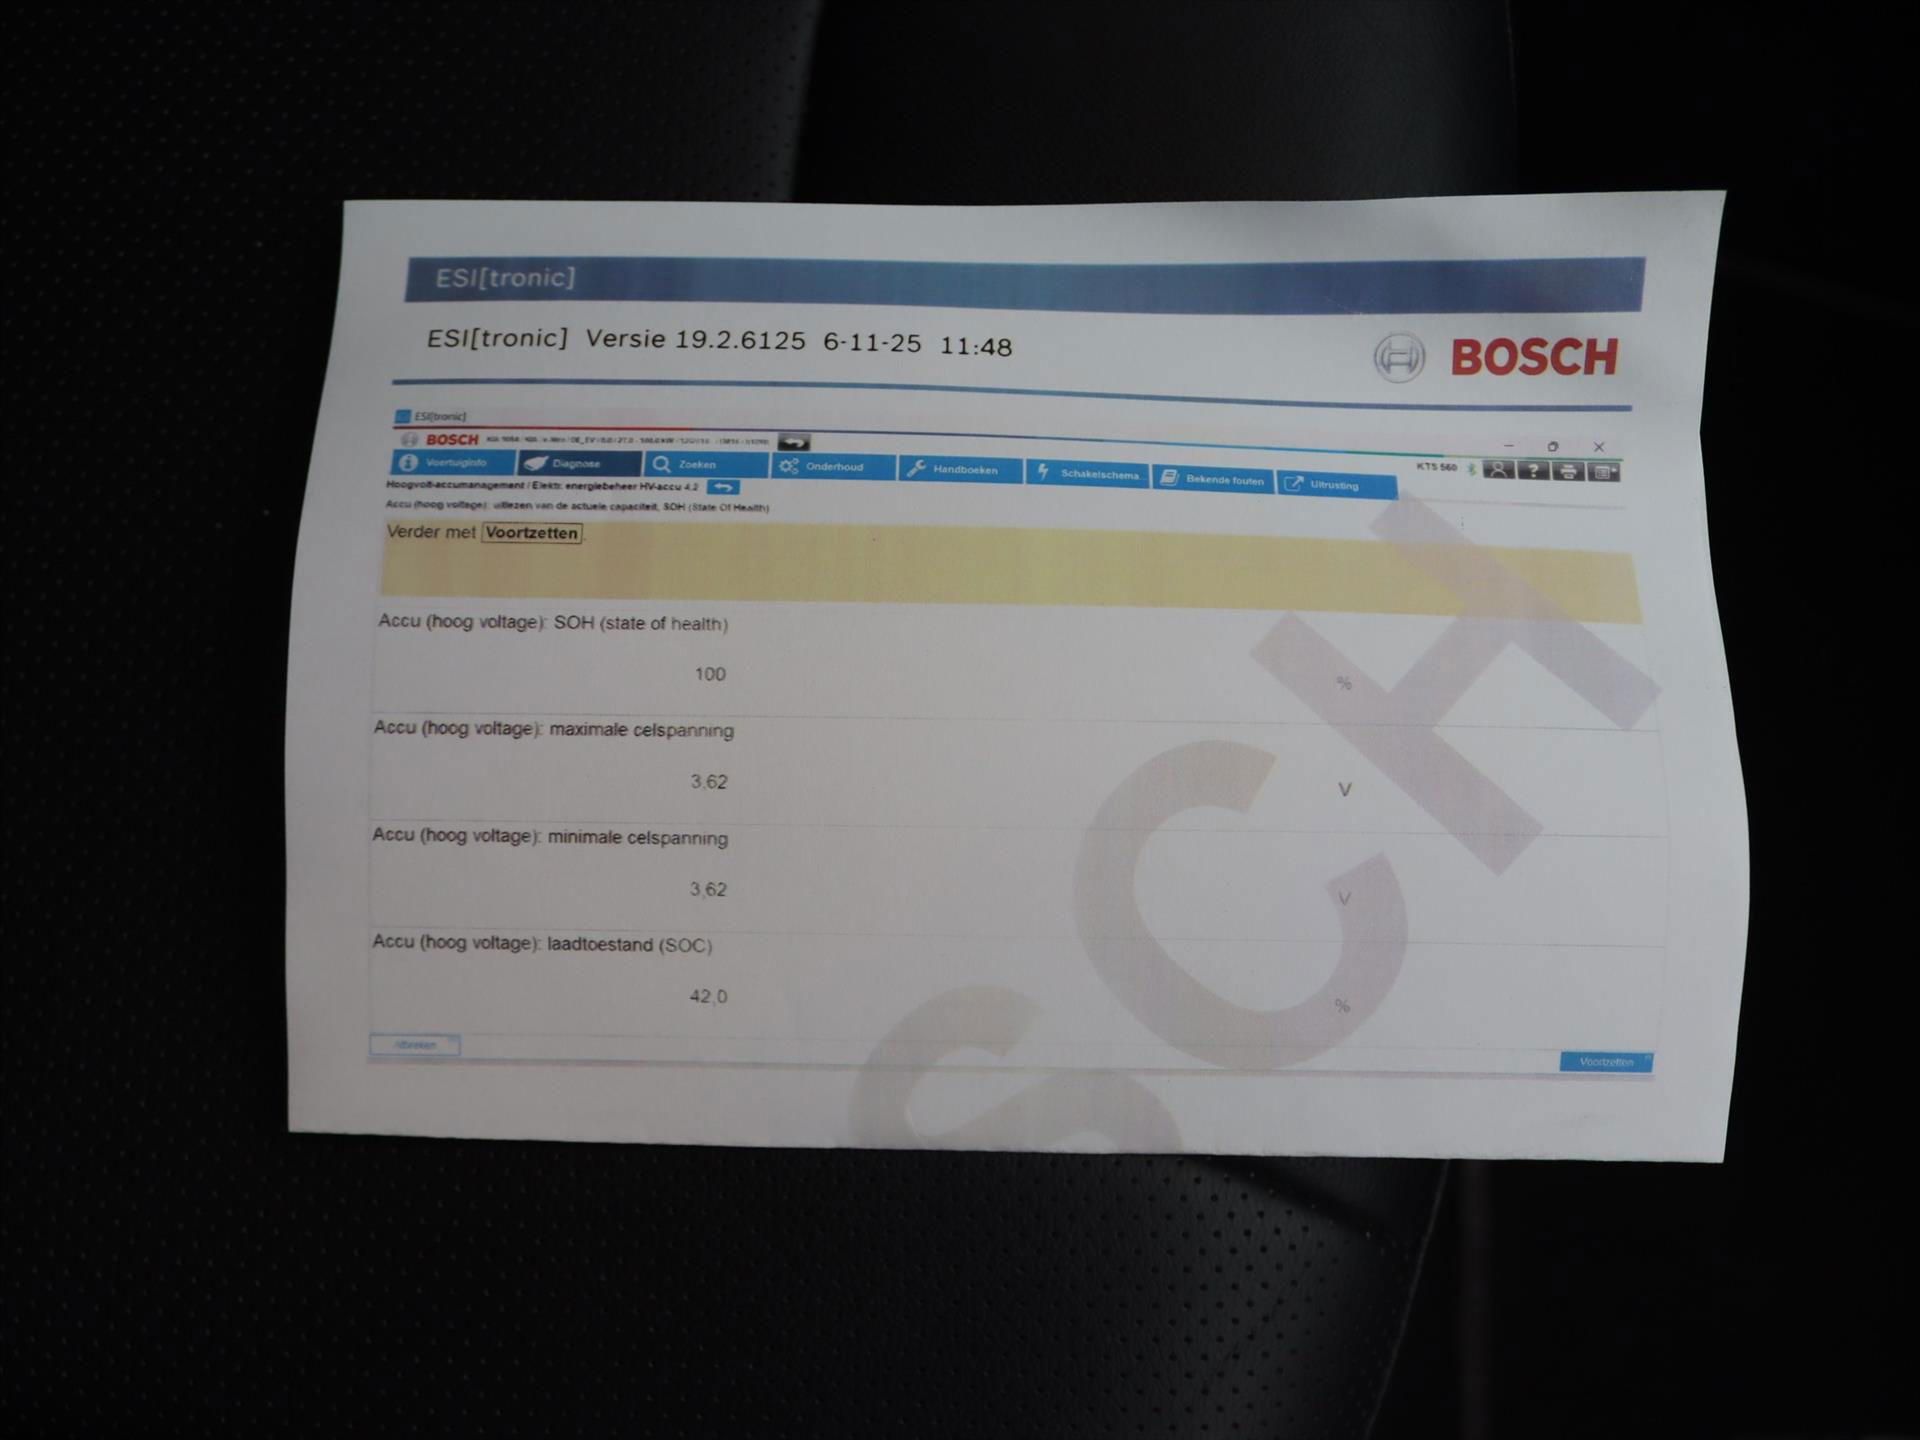 ESI[tronic]
ESI[tronic] Versie 19.2.6125 6-11-25 11:48
BOSCH
ESI[tronic]
BOSCH
Voertuiginfo
Diagnose
Zoeken
Onderhoud
Handboeken
Schakelschema...
Bekende fouten
Uitrusting
KTS 560
Hoogvolt-accumanagement / Elektr. energiebeheer HV-accu 4.2
Accu (hoog voltage): uitlezen van de actuele capaciteit, SOH (State Of Health)
Verder met Voortzetten.
Accu (hoog voltage): SOH (state of health)
100 %
Accu (hoog voltage): maximale celspanning
3,62 V
Accu (hoog voltage): minimale celspanning
3,62 V
Accu (hoog voltage): laadtoestand (SOC)
42,0 %
Afbreken
Voortzetten
SCH